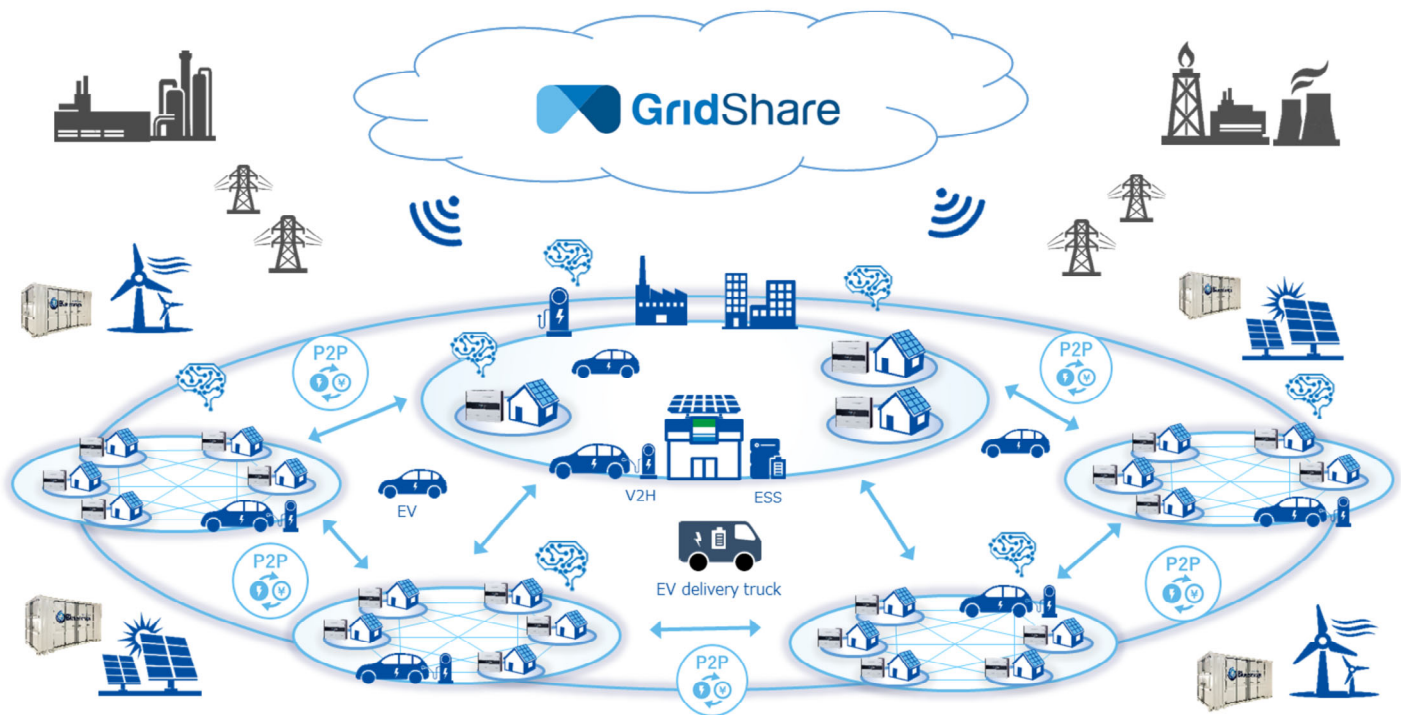 GridShare
P2P
¥
P2P
¥
V2H
ESS
EV
P2P
¥
EV delivery truck
P2P
¥
P2P
¥